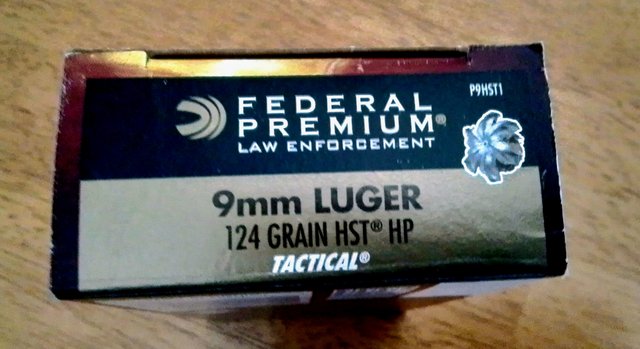 P9HST1
FEDERAL
PREMIUM®
LAW ENFORCEMENT
9mm LUGER
124 GRAIN HST® HP
TACTICAL®